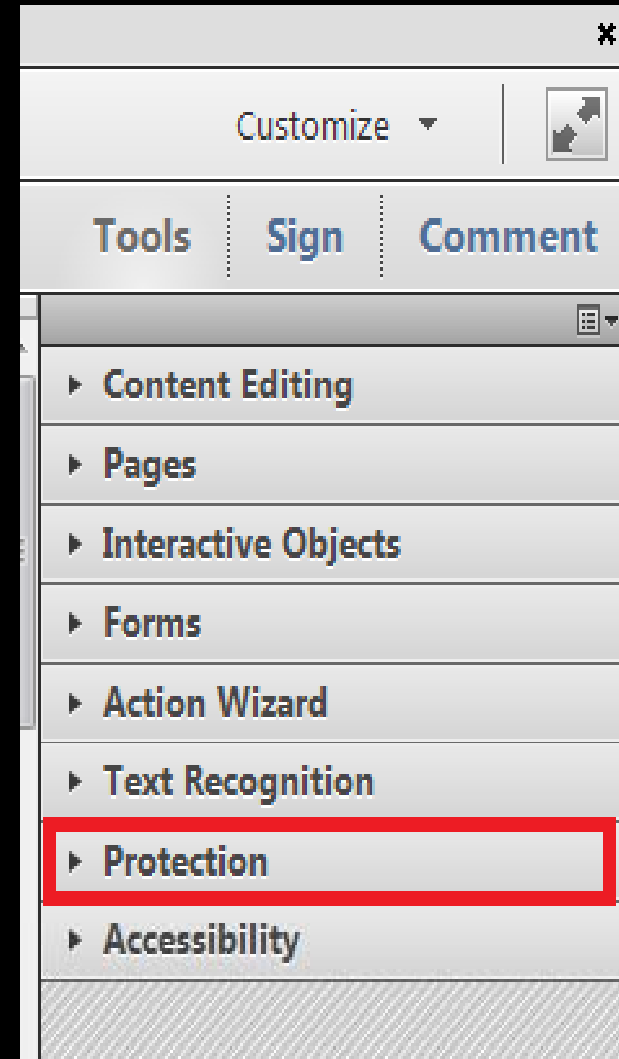 Customize
Tools Sign Comment
Content Editing
Pages
Interactive Objects
Forms
Action Wizard
Text Recognition
Protection
Accessibility